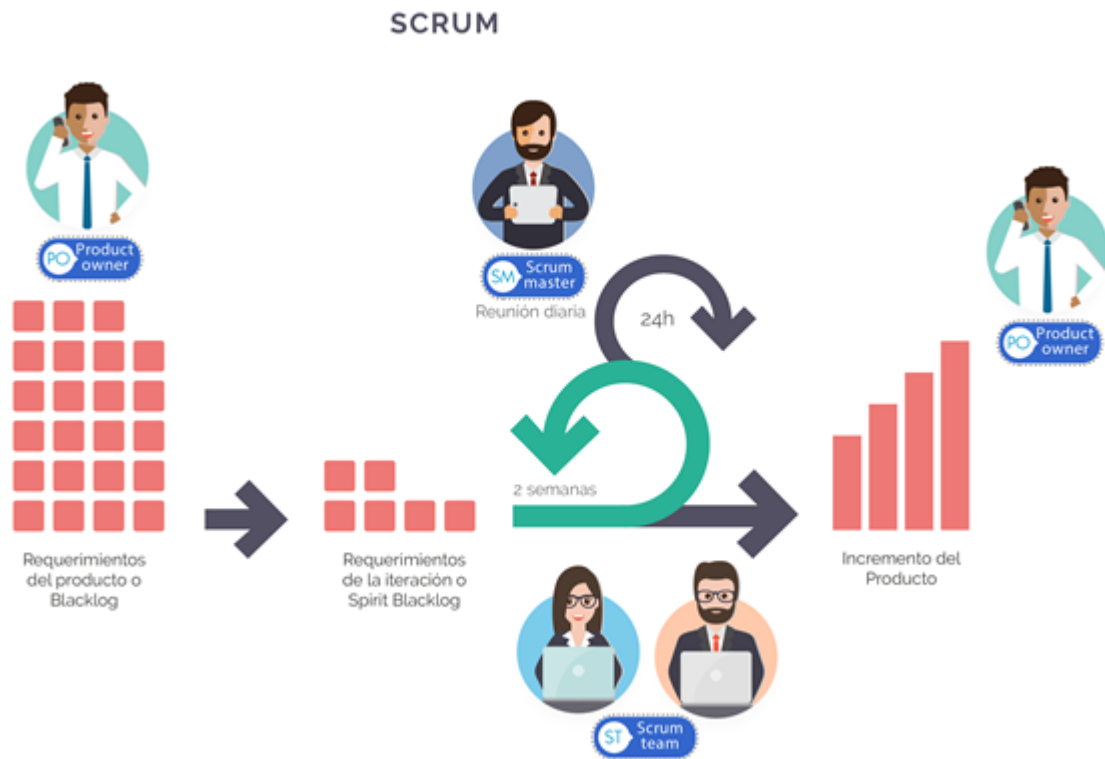 SCRUM
PO Product
owner
SM Scrum
master
Reunión diaria
24h
PO Product
owner
2 semanas
Requerimientos
del producto o
Blacklog
Requerimientos
de la iteración o
Spirit Blacklog
Incremento del
Producto
ST Scrum
team